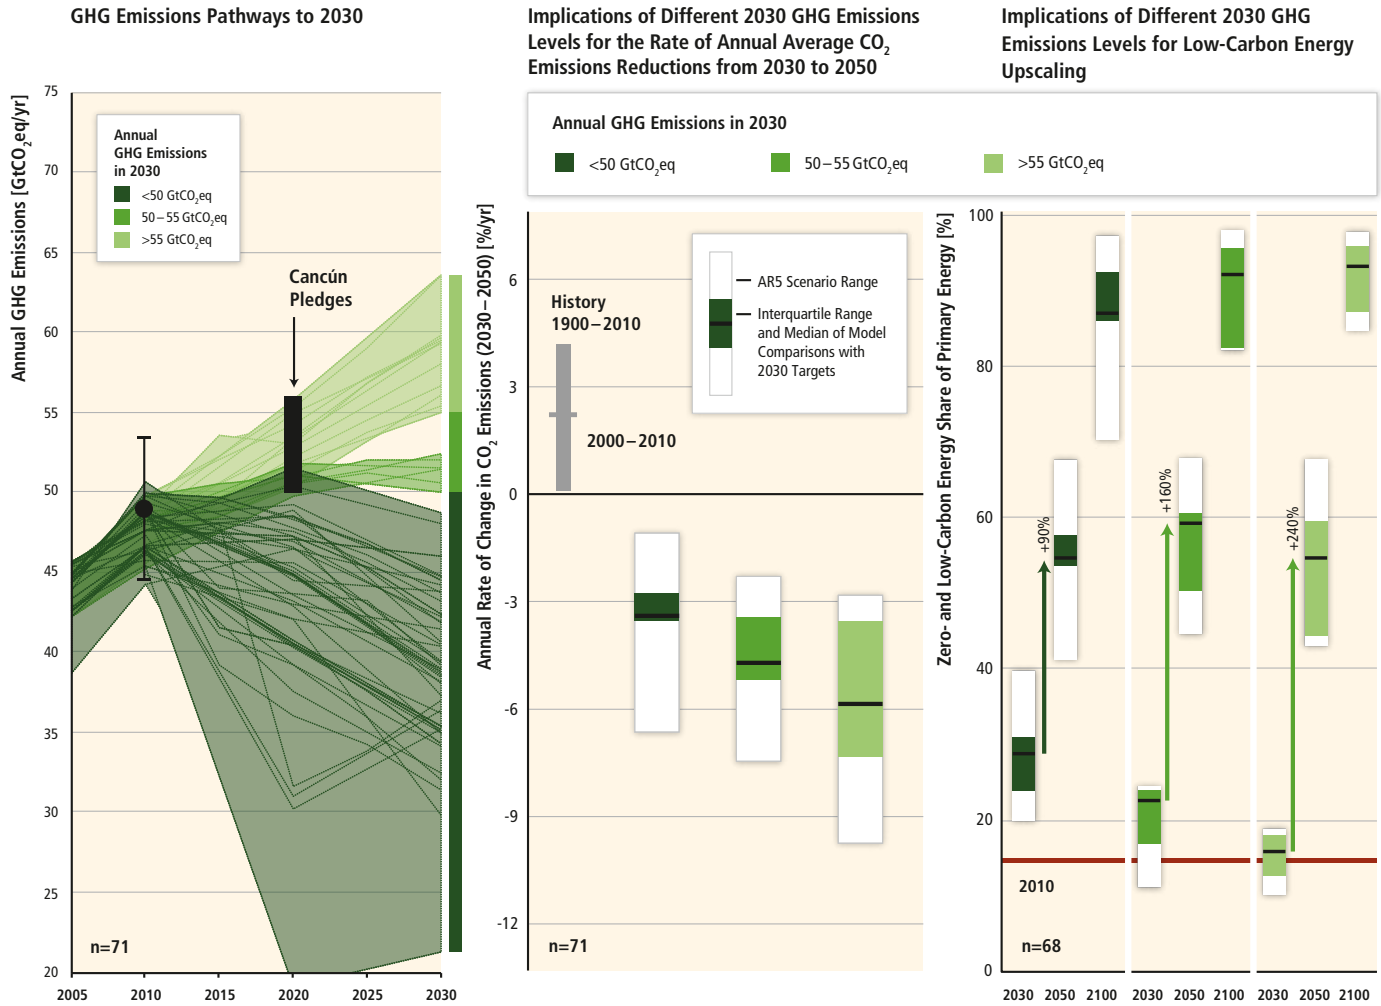 GHG Emissions Pathways to 2030
Annual GHG Emissions [GtCO2eq/yr]
75
70
65
60
55
50
45
40
35
30
25
20
Annual
GHG Emissions
in 2030
<50 GtCO2eq
50–55 GtCO2eq
>55 GtCO2eq
Cancún
Pledges
n=71
2005 2010 2015 2020 2025 2030
Implications of Different 2030 GHG Emissions
Levels for the Rate of Annual Average CO2
Emissions Reductions from 2030 to 2050
Implications of Different 2030 GHG
Emissions Levels for Low-Carbon Energy
Upscaling
Annual GHG Emissions in 2030
<50 GtCO2eq 50–55 GtCO2eq >55 GtCO2eq
Annual Rate of Change in CO2 Emissions (2030–2050) [%/yr]
6
3
0
-3
-6
-9
-12
History
1900–2010
2000–2010
AR5 Scenario Range
Interquartile Range
and Median of Model
Comparisons with
2030 Targets
n=71
Zero- and Low-Carbon Energy Share of Primary Energy [%]
100
80
60
40
20
0
+90%
+160%
+240%
2010
n=68
2030 2050 2100 2030 2050 2100 2030 2050 2100